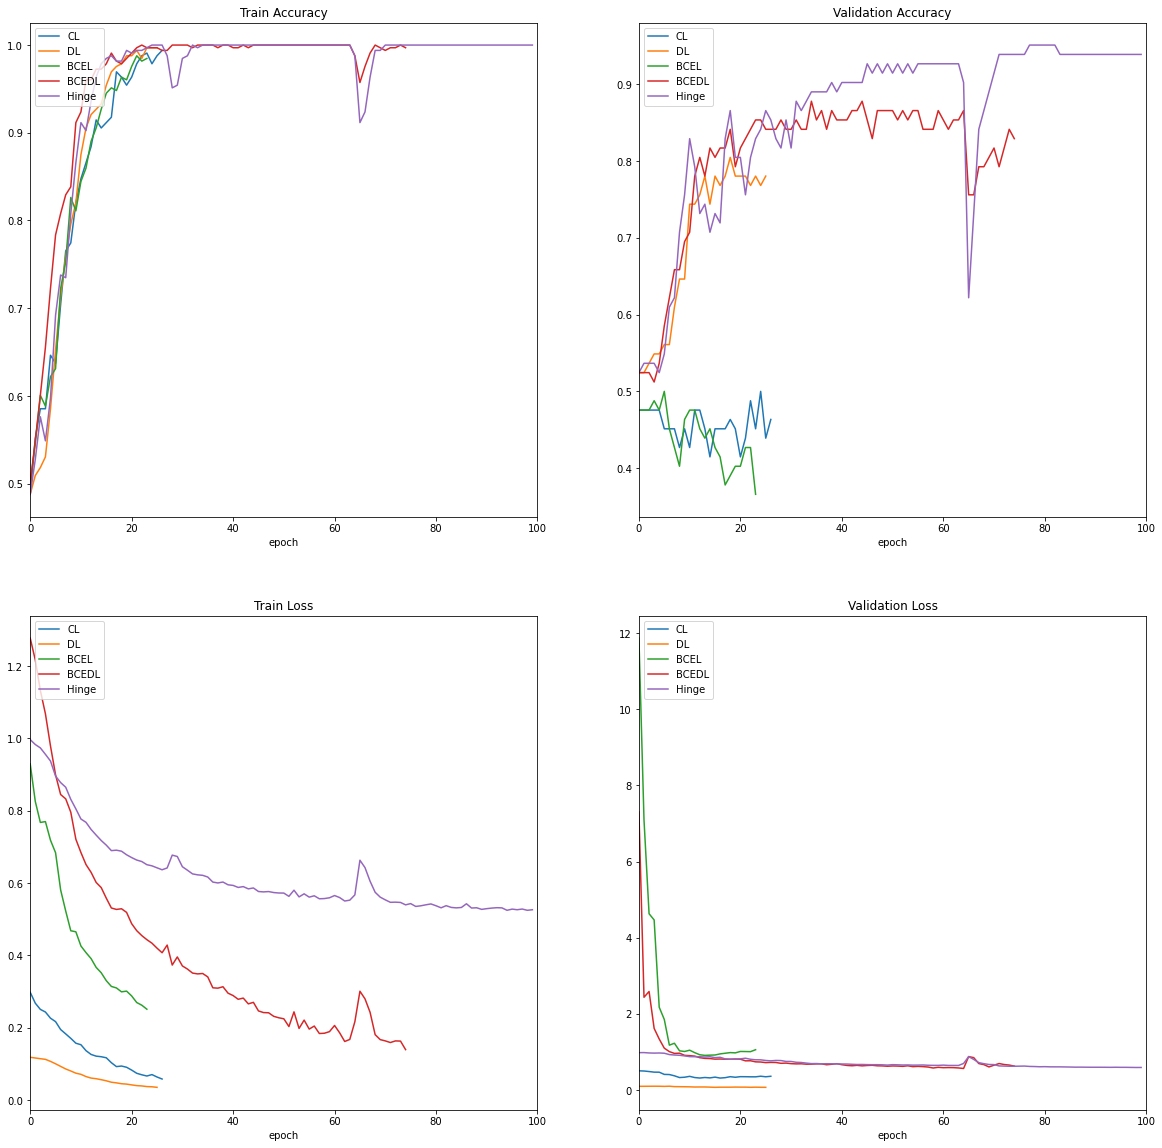 Train Accuracy
CL
DL
BCEL
BCEDL
Hinge
1.0
0.9
0.8
0.7
0.6
0.5
0 20 40 60 80 100
epoch
Validation Accuracy
CL
DL
BCEL
BCEDL
Hinge
0.9
0.8
0.7
0.6
0.5
0.4
0 20 40 60 80 100
epoch
Train Loss
CL
DL
BCEL
BCEDL
Hinge
1.2
1.0
0.8
0.6
0.4
0.2
0.0
0 20 40 60 80 100
epoch
Validation Loss
CL
DL
BCEL
BCEDL
Hinge
12
10
8
6
4
2
0
0 20 40 60 80 100
epoch